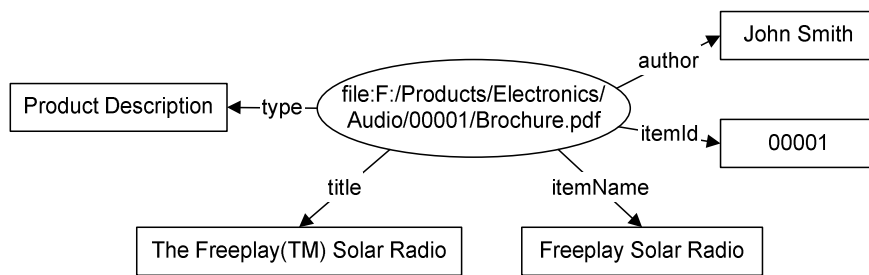 John Smith
author
file:F:/Products/Electronics/
Audio/00001/Brochure.pdf
Product Description
type
itemId
00001
title
itemName
The Freeplay(TM) Solar Radio
Freeplay Solar Radio